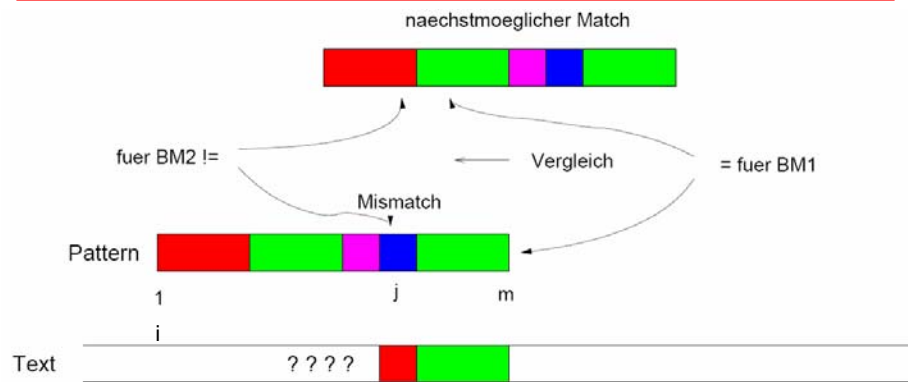 naechstmoeglicher Match
fuer BM2 !=
Vergleich
= fuer BM1
Mismatch
Pattern
1
j
m
i
Text
? ? ? ?